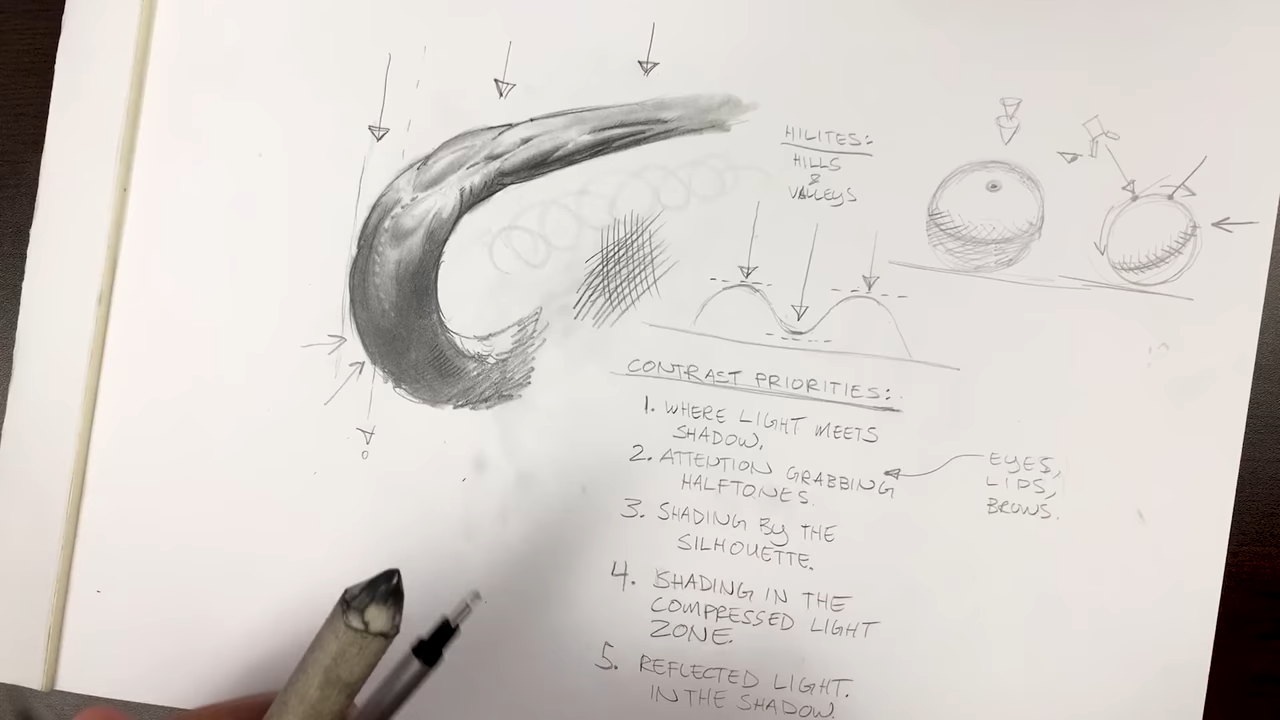 HILITES:
HILLS
&
VALLEYS
CONTRAST PRIORITIES:
1. WHERE LIGHT MEETS
SHADOW.
2. ATTENTION GRABBING
HALFTONES.
EYES,
LIPS,
BROWS.
3. SHADING BY THE
SILHOUETTE.
4. SHADING IN THE
COMPRESSED LIGHT
ZONE.
5. REFLECTED LIGHT.
IN THE SHADOW.